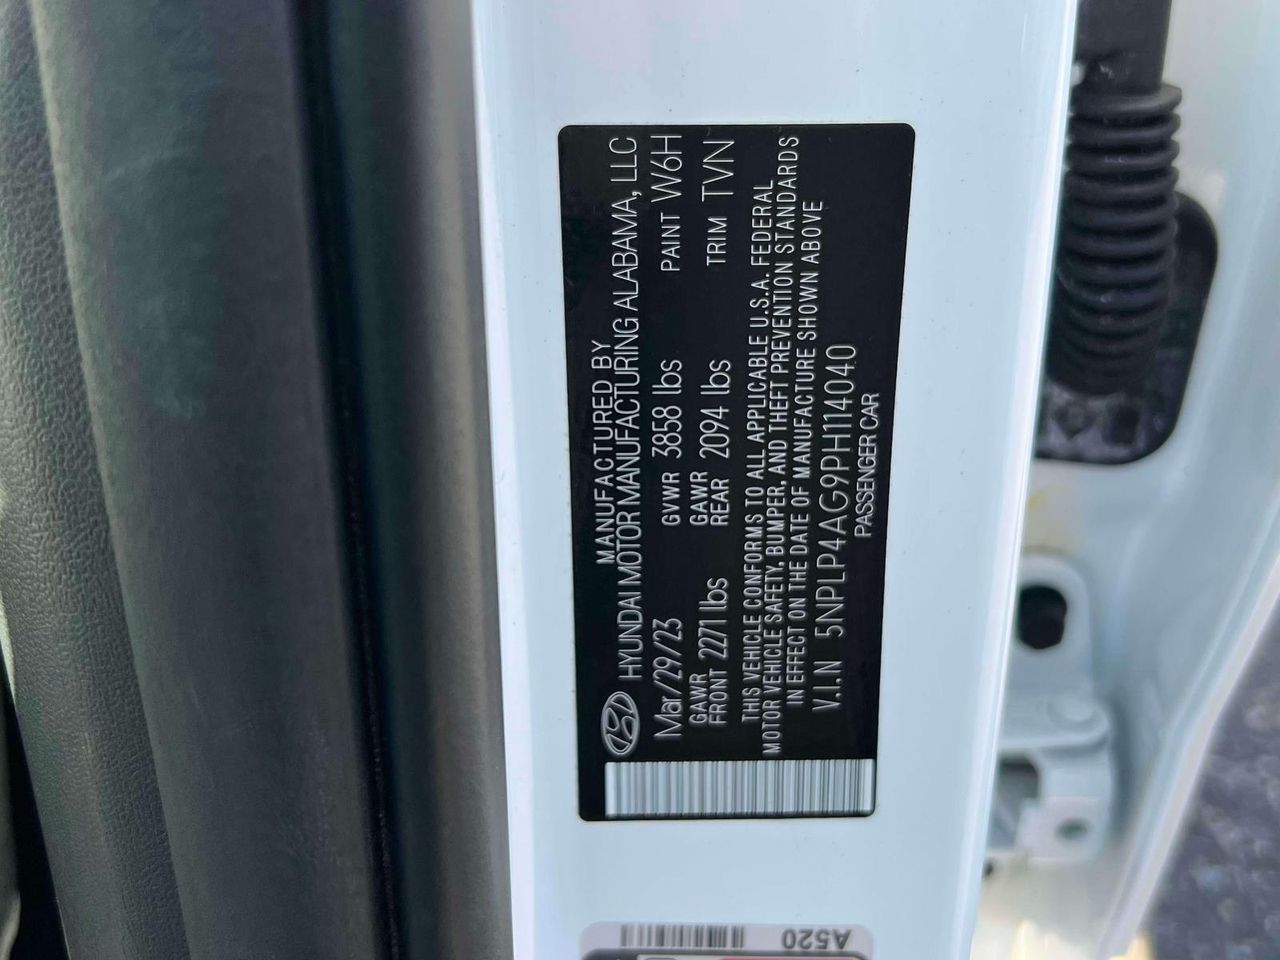 MANUFACTURED BY
HYUNDAI MOTOR MANUFACTURING ALABAMA, LLC
Mar/29/23 GVWR 3858 lbs PAINT W6H
GAWR FRONT 2271 lbs GAWR REAR 2094 lbs TRIM TVN
THIS VEHICLE CONFORMS TO ALL APPLICABLE U.S.A. FEDERAL
MOTOR VEHICLE SAFETY, BUMPER, AND THEFT PREVENTION STANDARDS
IN EFFECT ON THE DATE OF MANUFACTURE SHOWN ABOVE
V.I.N 5NPLP4AG9PH114040
PASSENGER CAR
A520